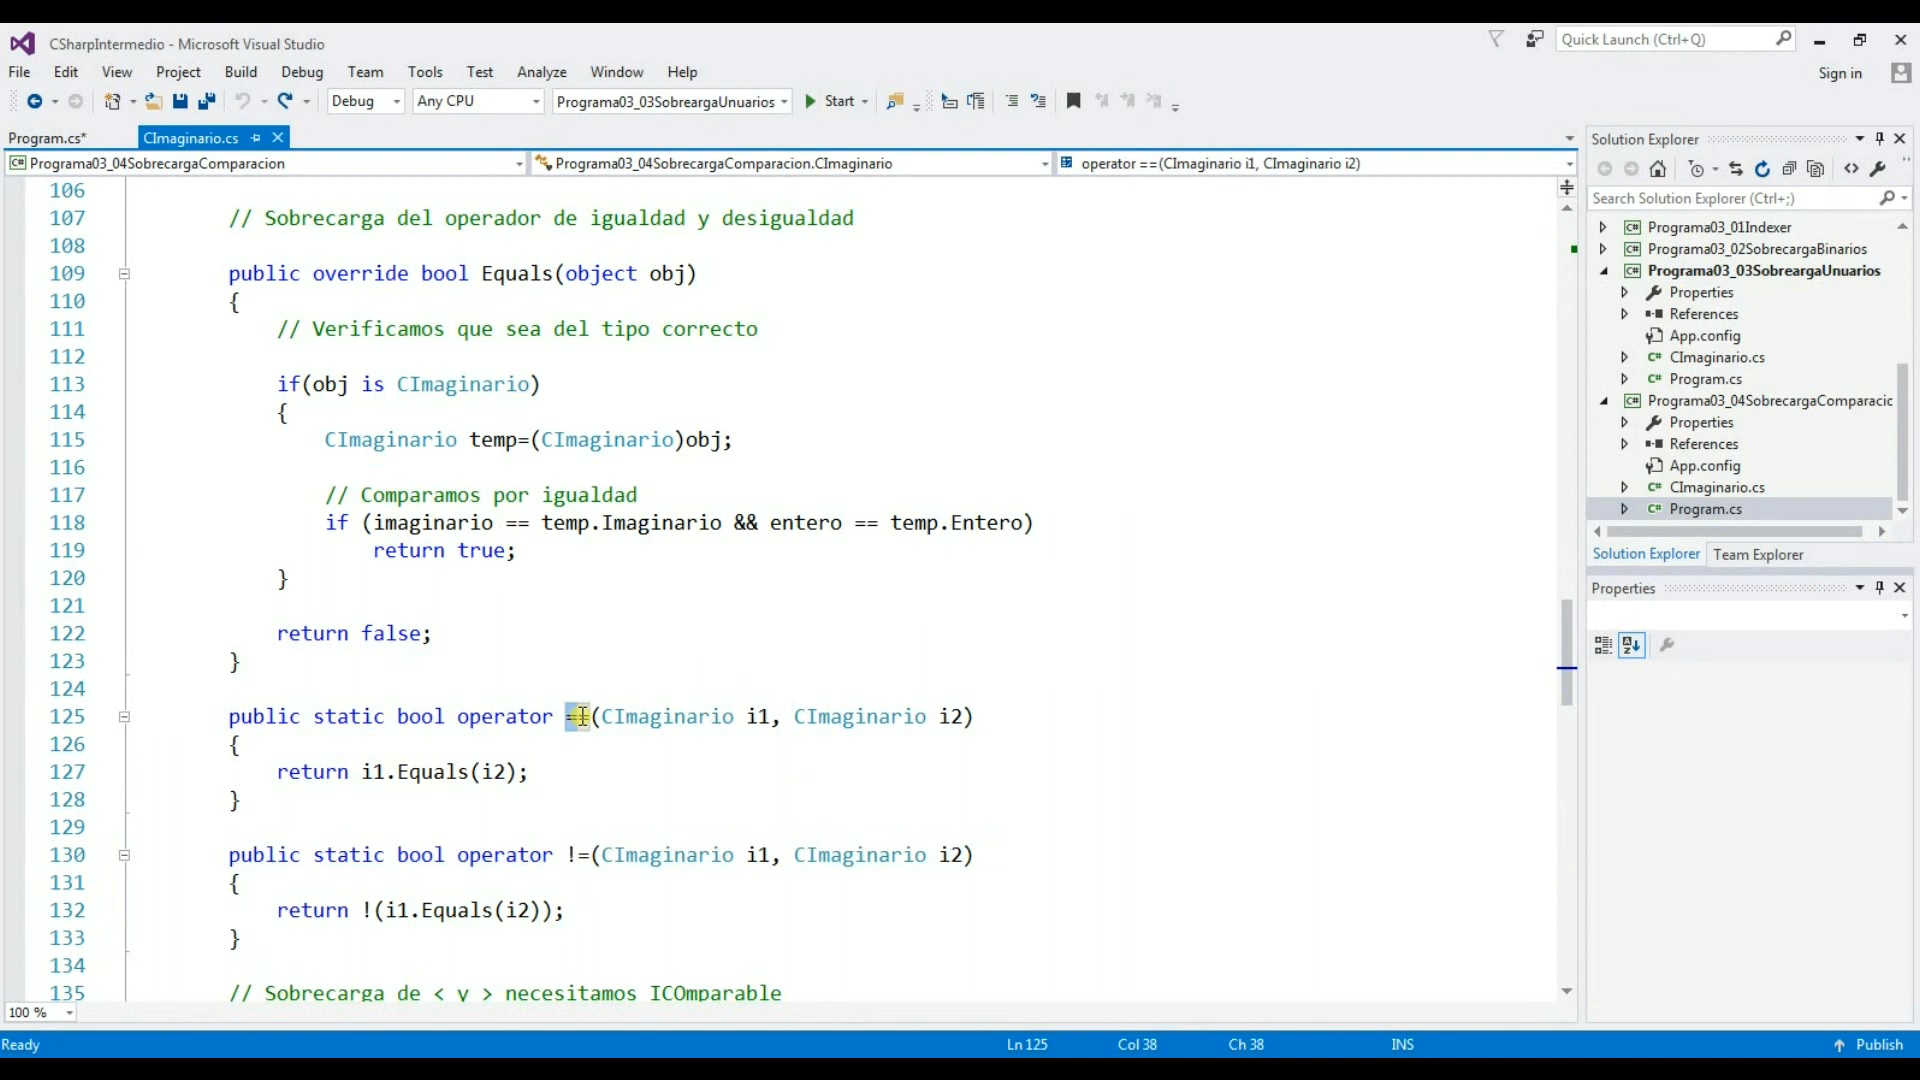 CSharpIntermedio - Microsoft Visual Studio
Quick Launch (Ctrl+Q)
File Edit View Project Build Debug Team Tools Test Analyze Window Help
Sign in
Debug Any CPU Programa03_03SobreargaUnuarios Start
Program.cs* CImaginario.cs
Programa03_04SobrecargaComparacion Programa03_04SobrecargaComparacion.CImaginario operator ==(CImaginario i1, CImaginario i2)
106
107 // Sobrecarga del operador de igualdad y desigualdad
108
109 public override bool Equals(object obj)
110 {
111 // Verificamos que sea del tipo correcto
112
113 if(obj is CImaginario)
114 {
115 CImaginario temp=(CImaginario)obj;
116
117 // Comparamos por igualdad
118 if (imaginario == temp.Imaginario && entero == temp.Entero)
119 return true;
120 }
121
122 return false;
123 }
124
125 public static bool operator ==(CImaginario i1, CImaginario i2)
126 {
127 return i1.Equals(i2);
128 }
129
130 public static bool operator !=(CImaginario i1, CImaginario i2)
131 {
132 return !(i1.Equals(i2));
133 }
134
135 // Sobrecarga de < y > necesitamos ICOmparable
100 %
Solution Explorer
Search Solution Explorer (Ctrl+;)
Programa03_01Indexer
Programa03_02SobrecargaBinarios
Programa03_03SobreargaUnuarios
Properties
References
App.config
CImaginario.cs
Program.cs
Programa03_04SobrecargaComparacic
Properties
References
App.config
CImaginario.cs
Program.cs
Solution Explorer Team Explorer
Properties
Ready Ln 125 Col 38 Ch 38 INS Publish